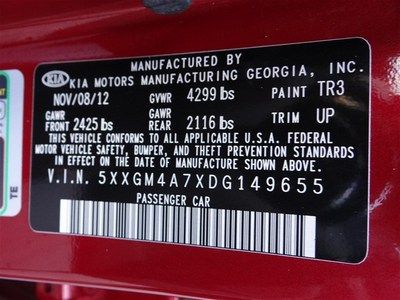 MANUFACTURED BY
KIA KIA MOTORS MANUFACTURING GEORGIA, INC.
NOV/08/12 GVWR 4299 lbs PAINT TR3
GAWR FRONT 2425 lbs GAWR REAR 2116 lbs TRIM UP
THIS VEHICLE CONFORMS TO ALL APPLICABLE U.S.A. FEDERAL
MOTOR VEHICLE SAFETY, BUMPER, AND THEFT PREVENTION STANDARDS
IN EFFECT ON THE DATE OF MANUFACTURE SHOWN ABOVE.
V.I.N. 5XXGM4A7XDG149655
PASSENGER CAR
TE